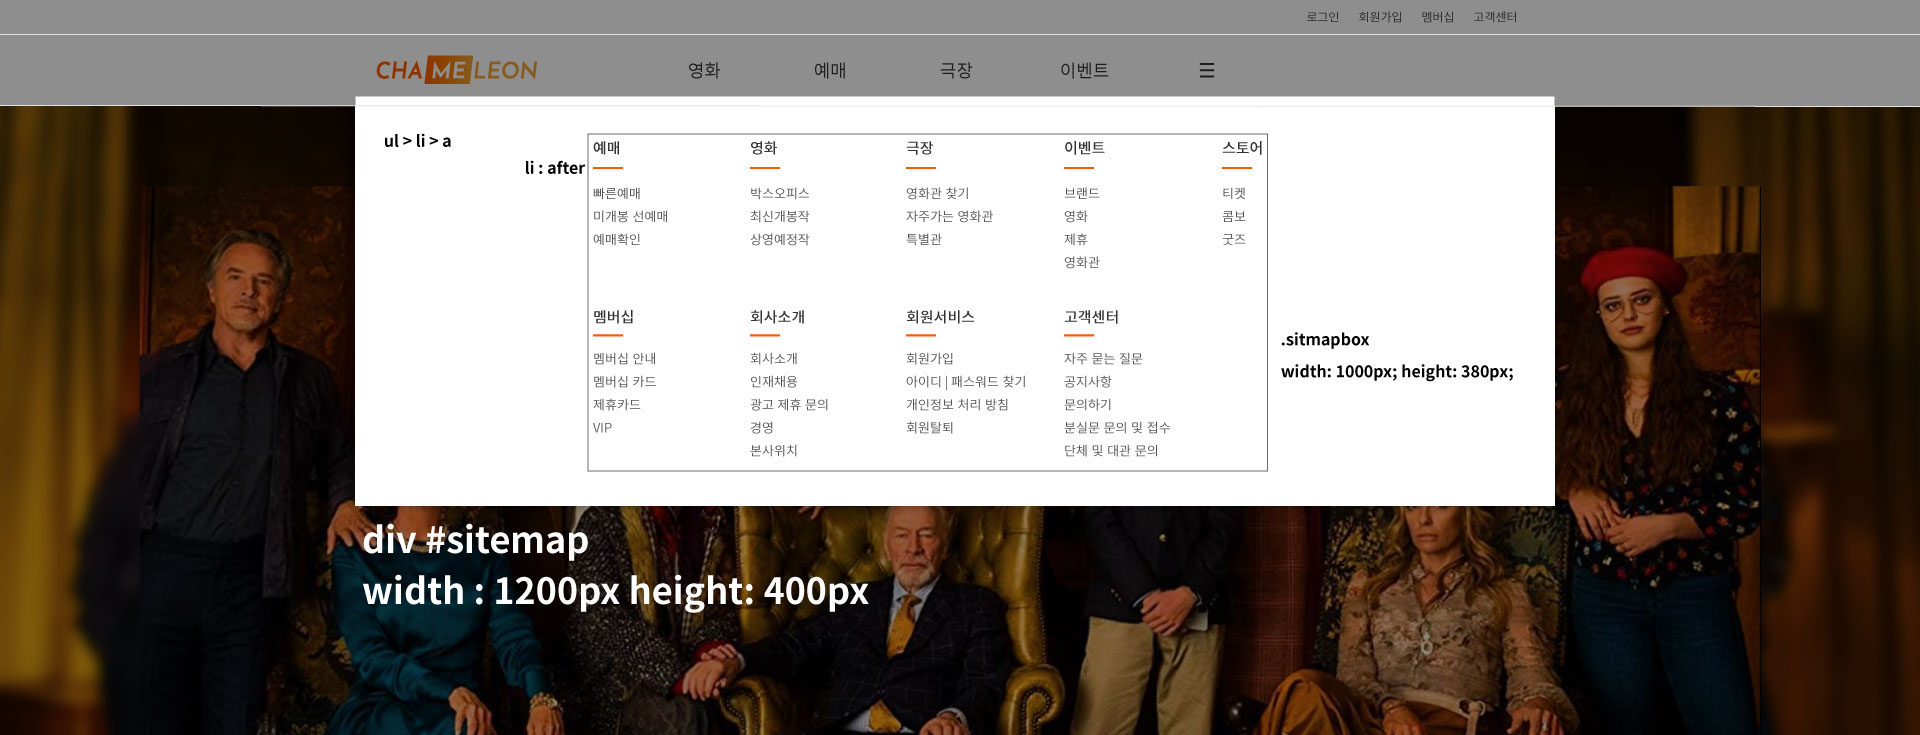 로그인 회원가입 멤버십 고객센터
CHAMELEON 영화 예매 극장 이벤트
ul > li > a
li : after
예매 영화 극장 이벤트 스토어
빠른예매 박스오피스 영화관 찾기 브랜드 티켓
미개봉 선예매 최신개봉작 자주가는 영화관 영화 콤보
예매확인 상영예정작 특별관 제휴 굿즈
영화관
멤버십 회사소개 회원서비스 고객센터
멤버십 안내 회사소개 회원가입 자주 묻는 질문
멤버십 카드 인재채용 아이디 | 패스워드 찾기 공지사항
제휴카드 광고 제휴 문의 개인정보 처리 방침 문의하기
VIP 경영 회원탈퇴 분실문 문의 및 접수
본사위치 단체 및 대관 문의
.sitmapbox
width: 1000px; height: 380px;
div #sitemap
width : 1200px height: 400px